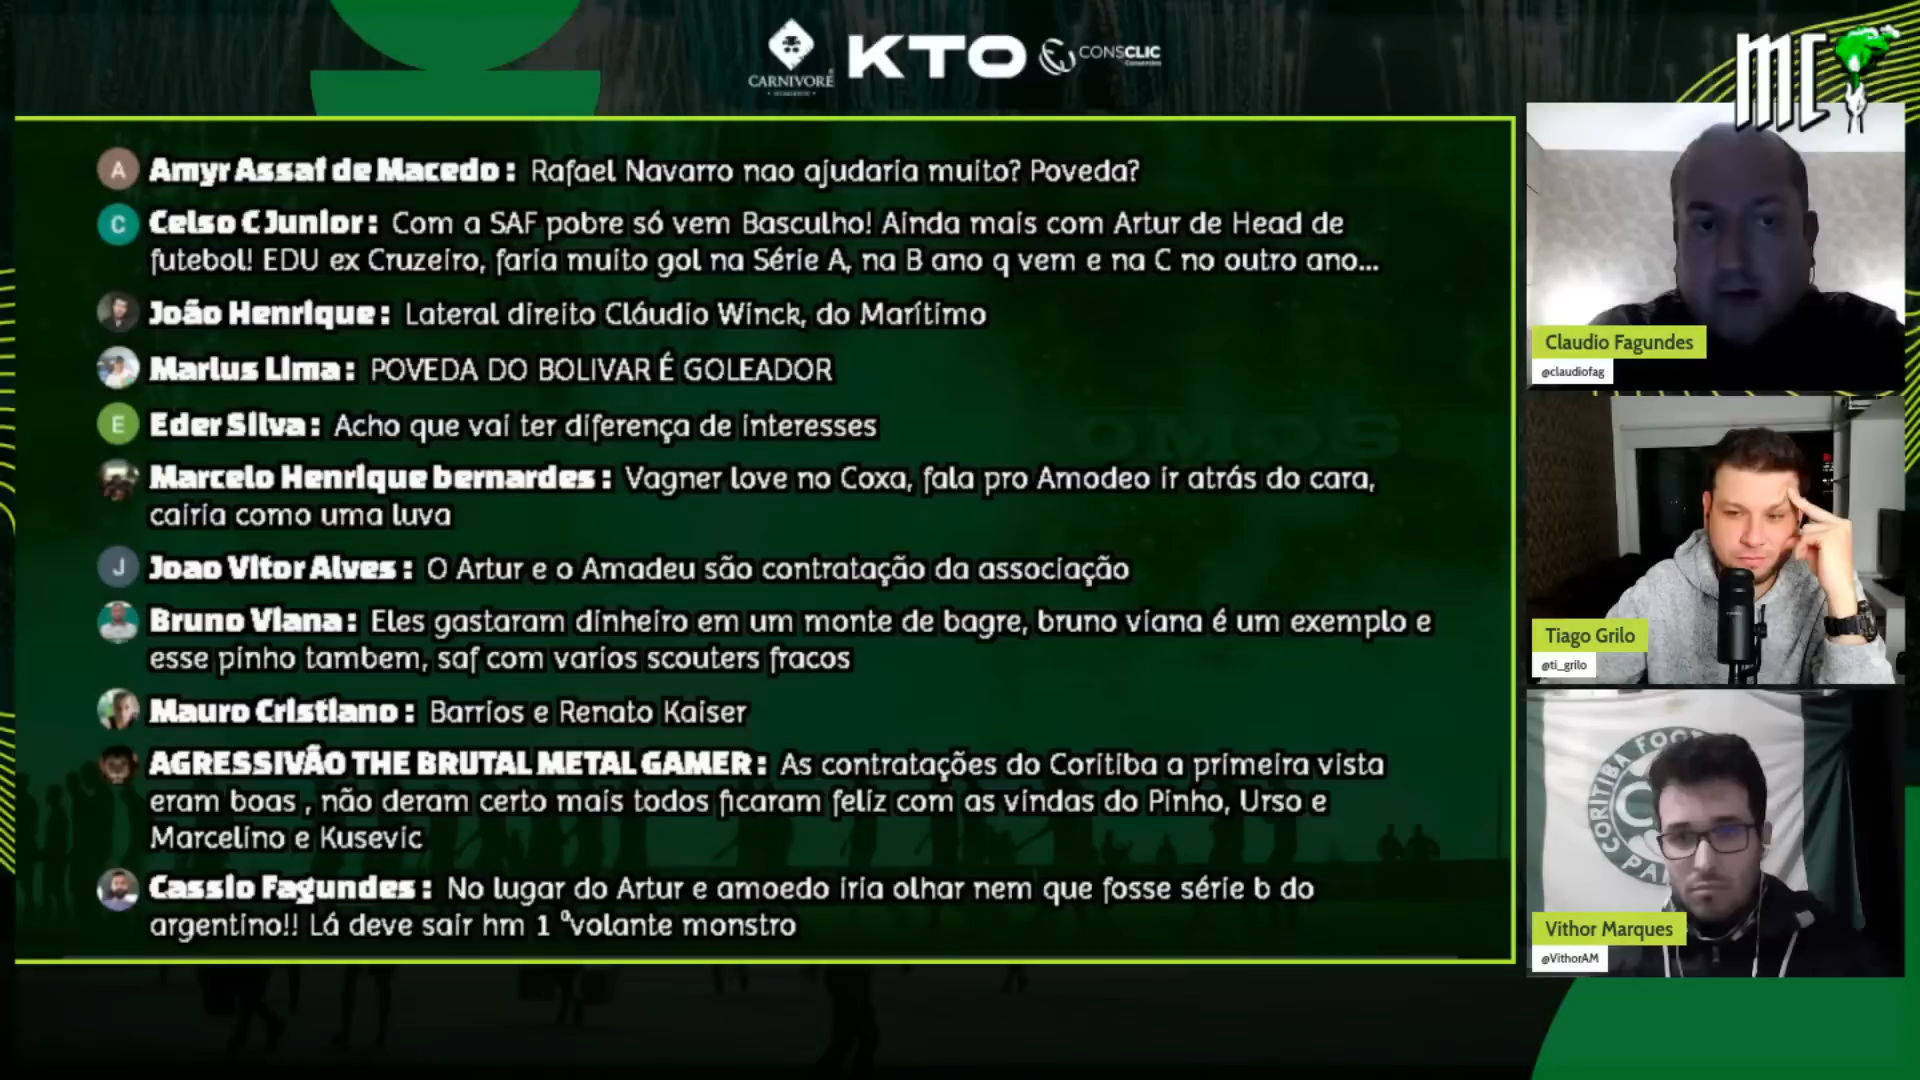 CARNIVORE
KTO
CONSCLIC
MC
Amyr Assaf de Macedo : Rafael Navarro nao ajudaria muito? Poveda?
Celso C Junior : Com a SAF pobre só vem Basculho! Ainda mais com Artur de Head de
futebol! EDU ex Cruzeiro, faria muito gol na Série A, na B ano q vem e na C no outro ano...
João Henrique : Lateral direito Cláudio Winck, do Marítimo
Marlus Lima : POVEDA DO BOLIVAR É GOLEADOR
Eder Silva : Acho que vai ter diferença de interesses
Marcelo Henrique bernardes : Vagner love no Coxa, fala pro Amodeo ir atrás do cara,
cairia como uma luva
Joao Vitor Alves : O Artur e o Amadeu são contratação da associação
Bruno Viana : Eles gastaram dinheiro em um monte de bagre, bruno viana é um exemplo e
esse pinho tambem, saf com varios scouters fracos
Mauro Cristiano : Barrios e Renato Kaiser
AGRESSIVÃO THE BRUTAL METAL GAMER : As contratações do Coritiba a primeira vista
eram boas , não deram certo mais todos ficaram feliz com as vindas do Pinho, Urso e
Marcelino e Kusevic
Cassio Fagundes : No lugar do Artur e amoedo iria olhar nem que fosse série b do
argentino!! Lá deve sair hm 1 ºvolante monstro
Claudio Fagundes
@claudiofag
Tiago Grilo
@ti_grilo
CORITIBA FOO
PA
Vithor Marques
@VithorAM
A
C
E
J
OMOS